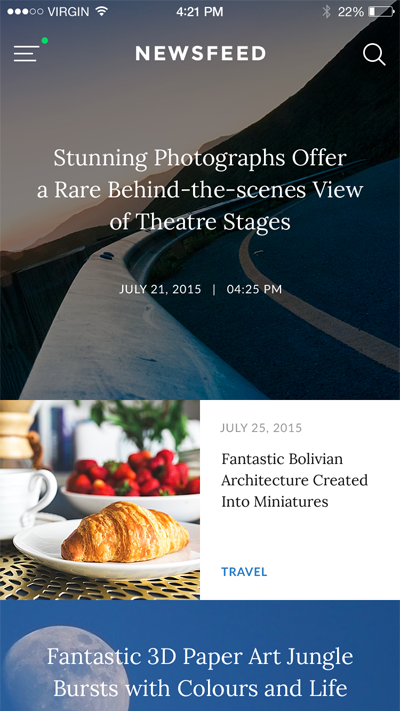 VIRGIN 4:21 PM 22%
NEWSFEED
Stunning Photographs Offer
a Rare Behind-the-scenes View
of Theatre Stages
JULY 21, 2015 | 04:25 PM
JULY 25, 2015
Fantastic Bolivian
Architecture Created
Into Miniatures
TRAVEL
Fantastic 3D Paper Art Jungle
Bursts with Colours and Life